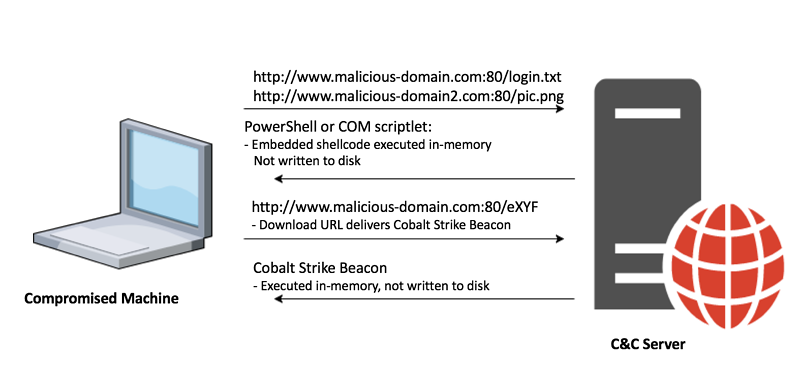 http://www.malicious-domain.com:80/login.txt
http://www.malicious-domain2.com:80/pic.png
PowerShell or COM scriptlet:
- Embedded shellcode executed in-memory
Not written to disk
http://www.malicious-domain.com:80/eXYF
- Download URL delivers Cobalt Strike Beacon
Cobalt Strike Beacon
- Executed in-memory, not written to disk
Compromised Machine
C&C Server